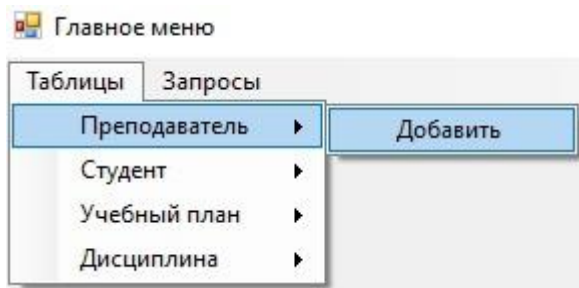 Главное меню
Таблицы Запросы
Преподаватель Добавить
Студент
Учебный план
Дисциплина